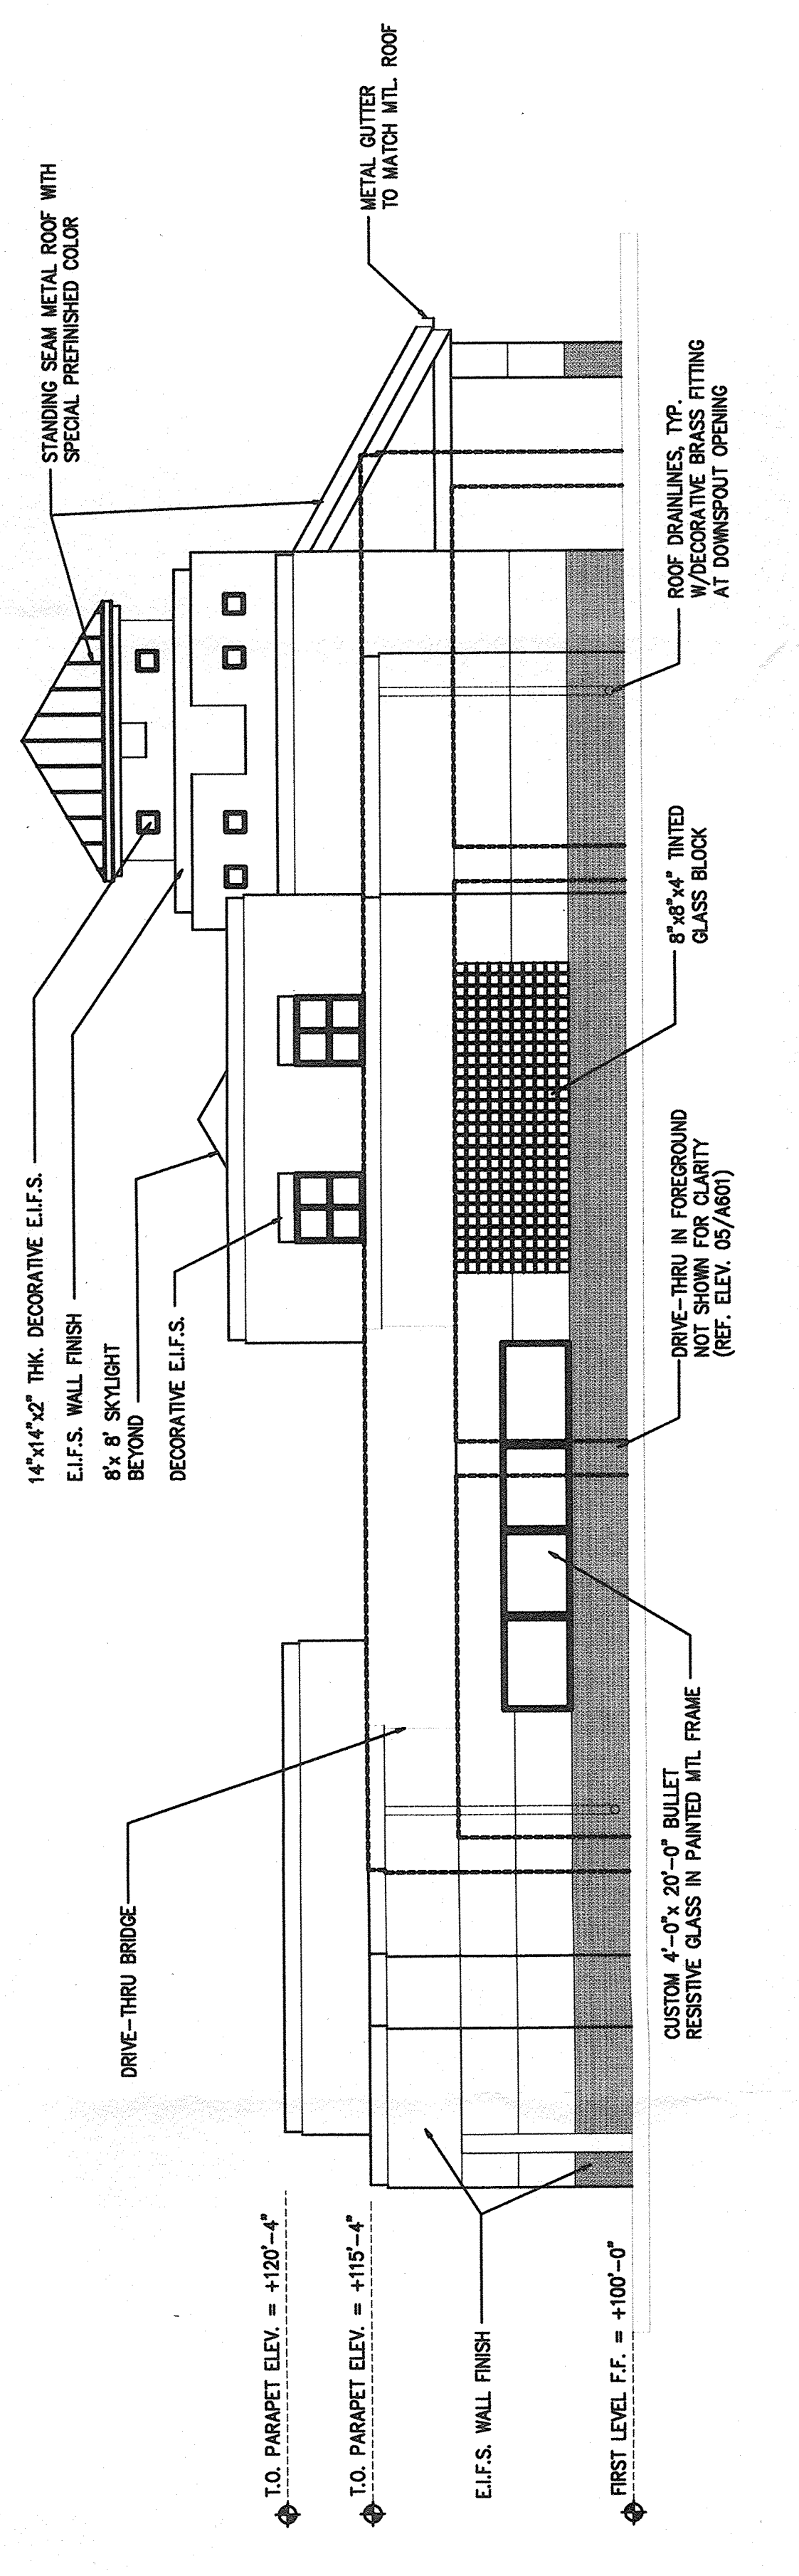 STANDING SEAM METAL ROOF WITH
SPECIAL PREFINISHED COLOR
METAL GUTTER
TO MATCH MTL. ROOF
14"x14"x2" THK. DECORATIVE E.I.F.S.
E.I.F.S. WALL FINISH
8'x 8' SKYLIGHT
BEYOND
DECORATIVE E.I.F.S.
DRIVE-THRU BRIDGE
T.O. PARAPET ELEV. = +120'-4"
T.O. PARAPET ELEV. = +115'-4"
E.I.F.S. WALL FINISH
FIRST LEVEL F.F. = +100'-0"
CUSTOM 4'-0"x 20'-0" BULLET
RESISTIVE GLASS IN PAINTED MTL FRAME
DRIVE-THRU IN FOREGROUND
NOT SHOWN FOR CLARITY
(REF. ELEV. 05/A601)
8"x8"x4" TINTED
GLASS BLOCK
ROOF DRAINLINES, TYP.
W/DECORATIVE BRASS FITTING
AT DOWNSPOUT OPENING